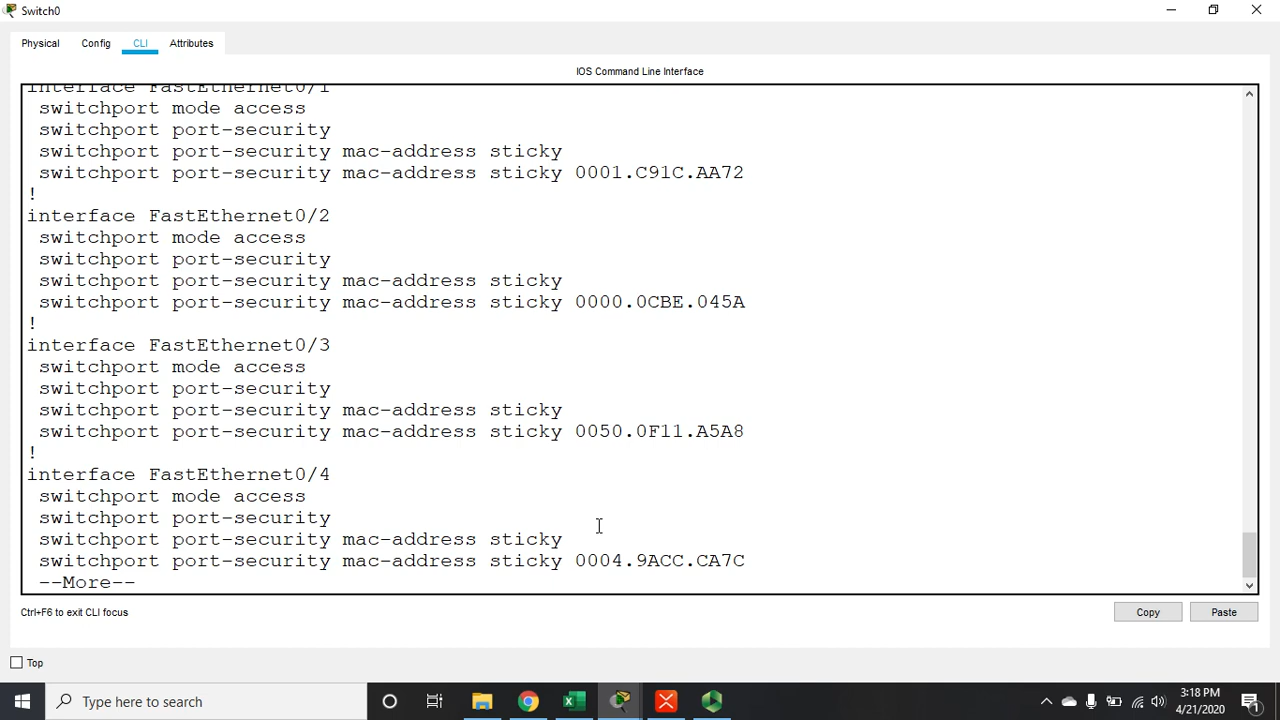 Switch0
Physical Config CLI Attributes
IOS Command Line Interface
interface FastEthernet0/1
switchport mode access
switchport port-security
switchport port-security mac-address sticky
switchport port-security mac-address sticky 0001.C91C.AA72
!
interface FastEthernet0/2
switchport mode access
switchport port-security
switchport port-security mac-address sticky
switchport port-security mac-address sticky 0000.0CBE.045A
!
interface FastEthernet0/3
switchport mode access
switchport port-security
switchport port-security mac-address sticky
switchport port-security mac-address sticky 0050.0F11.A5A8
!
interface FastEthernet0/4
switchport mode access
switchport port-security
switchport port-security mac-address sticky
switchport port-security mac-address sticky 0004.9ACC.CA7C
--More--
Ctrl+F6 to exit CLI focus
Copy Paste
Top
Type here to search
3:18 PM
4/21/2020
1